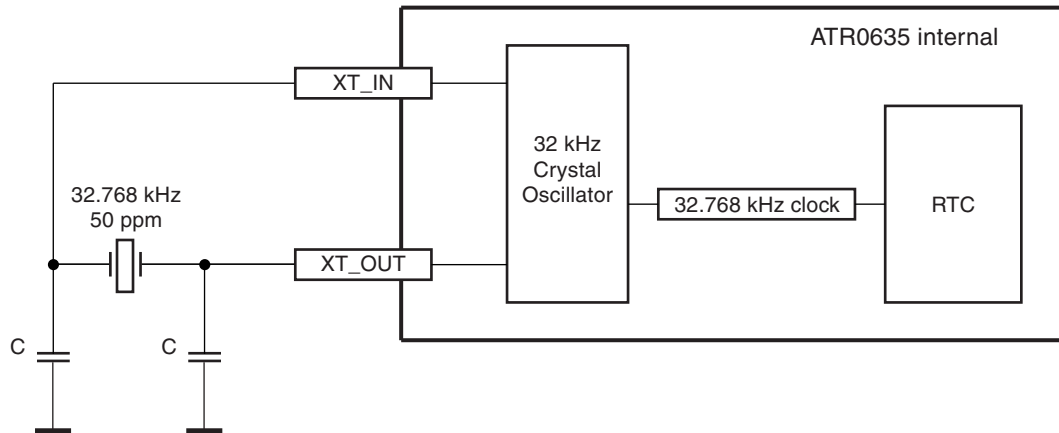 ATR0635 internal
XT_IN
32 kHz
Crystal
Oscillator
32.768 kHz
50 ppm
32.768 kHz clock
RTC
XT_OUT
C
C